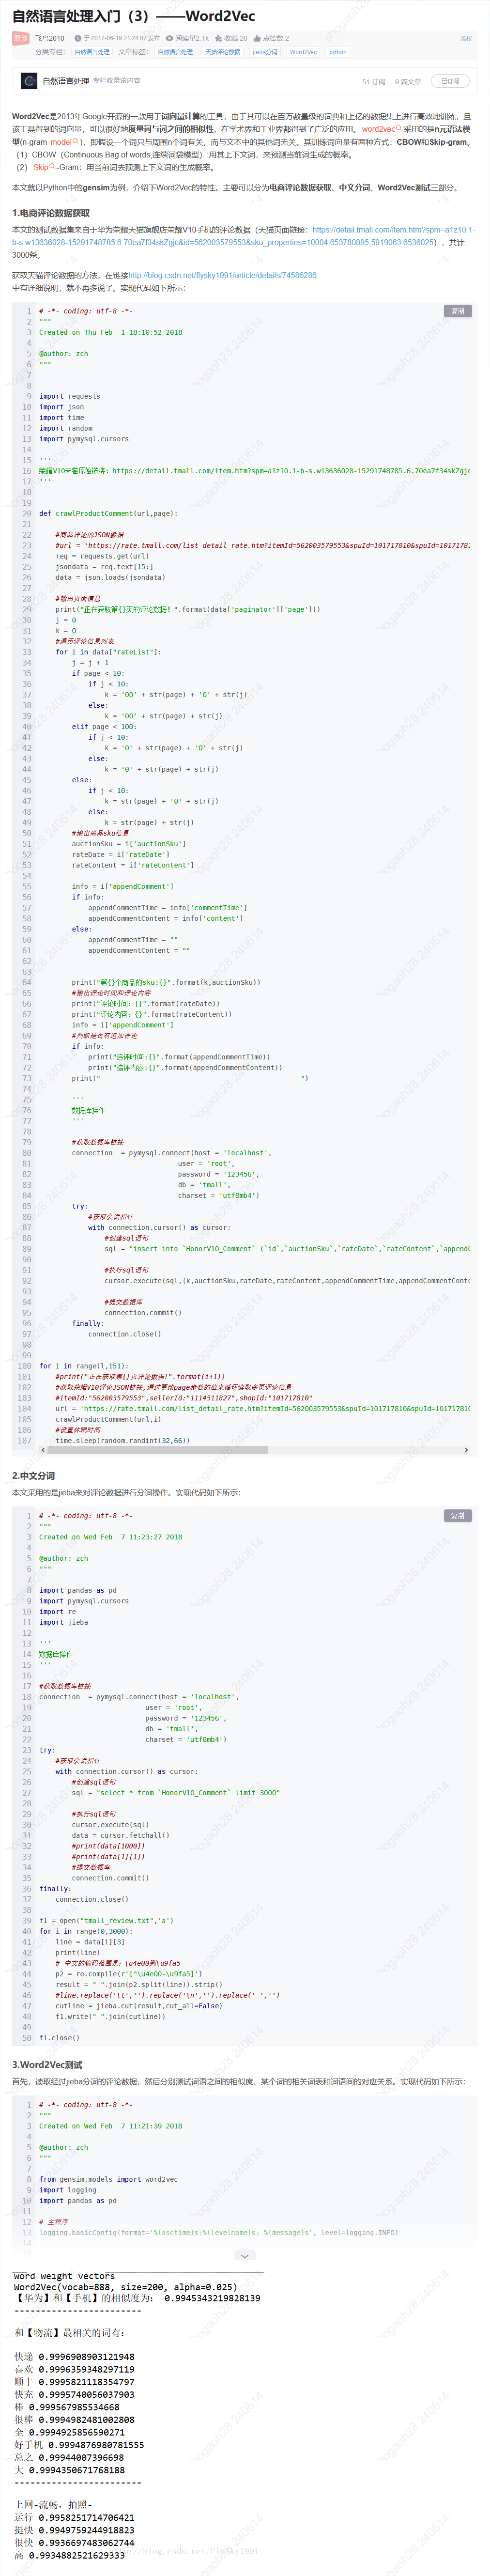 自然语言处理入门（3）——Word2Vec
原创 飞鸟2010 于 2017-06-19 21:24:07 发布 阅读量2.1k 收藏 20 点赞数 2 版权
分类专栏： 自然语言处理 文章标签： 自然语言处理 天猫评论数据 jieba分词 Word2Vec python
自然语言处理 专栏收录该内容 51 订阅 9 篇文章 已订阅
Word2Vec是2013年Google开源的一款用于词向量计算的工具，由于其可以在百万数量级的词典和上亿的数据集上进行高效地训练，且
该工具得到的词向量，可以很好地度量词与词之间的相似性，在学术界和工业界都得到了广泛的应用。 word2vec 采用的是n元语法模
型(n-gram model )，即假设一个词只与周围n个词有关，而与文本中的其他词无关。其训练词向量有两种方式：CBOW和Skip-gram。
（1）CBOW（Continuous Bag of words,连续词袋模型）:用其上下文词，来预测当前词生成的概率。
（2） Skip -Gram：用当前词去预测上下文词的生成概率。
本文就以Python中的gensim为例，介绍下Word2Vec的特性。主要可以分为电商评论数据获取、中文分词、Word2Vec测试三部分。
1.电商评论数据获取
本文的测试数据集来自于华为荣耀天猫旗舰店荣耀V10手机的评论数据（天猫页面链接：https://detail.tmall.com/item.htm?spm=a1z10.1-
b-s.w13636028-15291748785.6.70ea7f34skZgjc&id=562003579553&sku_properties=10004:653780895;5919063:6536025），共计
3000条。
获取天猫评论数据的方法，在链接http://blog.csdn.net/flysky1991/article/details/74586286
中有详细说明，就不再多说了。实现代码如下所示:
复制
1 # -*- coding: utf-8 -*-
2 """
3 Created on Thu Feb  1 18:10:52 2018
4
5 @author: zch
6 """
7
8
9 import requests
10 import json
11 import time
12 import random
13 import pymysql.cursors
14
15 '''
16 荣耀V10天猫原始链接：https://detail.tmall.com/item.htm?spm=a1z10.1-b-s.w13636028-15291748785.6.70ea7f34skZgjc
17 '''
18
19
20 def crawlProductComment(url,page):
21
22     #商品评论的JSON数据
23     #url = 'https://rate.tmall.com/list_detail_rate.htm?itemId=562003579553&spuId=101717810&spuId=10171781
24     req = requests.get(url)
25     jsondata = req.text[15:]
26     data = json.loads(jsondata)
27
28     #输出页面信息
29     print("正在获取第{}页的评论数据！".format(data['paginator']['page']))
30     j = 0
31     k = 0
32     #遍历评论信息列表
33     for i in data["rateList"]:
34         j = j + 1
35         if page < 10:
36             if j < 10:
37                 k = '00' + str(page) + '0' + str(j)
38             else:
39                 k = '00' + str(page) + str(j)
40         elif page < 100:
41             if j < 10:
42                 k = '0' + str(page) + '0' + str(j)
43             else:
44                 k = '0' + str(page) + str(j)
45         else:
46             if j < 10:
47                 k = str(page) + '0' + str(j)
48             else:
49                 k = str(page) + str(j)
50         #输出商品sku信息
51         auctionSku = i['auctionSku']
52         rateDate = i['rateDate']
53         rateContent = i['rateContent']
54
55         info = i['appendComment']
56         if info:
57             appendCommentTime = info['commentTime']
58             appendCommentContent = info['content']
59         else:
60             appendCommentTime = ""
61             appendCommentContent = ""
62
63
64         print("第{}个商品的sku:{}".format(k,auctionSku))
65         #输出评论时间和评论内容
66         print("评论时间：{}".format(rateDate))
67         print("评论内容：{}".format(rateContent))
68         info = i['appendComment']
69         #判断是否有追加评论
70         if info:
71             print("追评时间:{}".format(appendCommentTime))
72             print("追评内容:{}".format(appendCommentContent))
73         print("-------------------------------------------------")
74
75         '''
76         数据库操作
77         '''
78
79         #获取数据库链接
80         connection  = pymysql.connect(host = 'localhost',
81                                   user = 'root',
82                                   password = '123456',
83                                   db = 'tmall',
84                                   charset = 'utf8mb4')
85         try:
86             #获取会话指针
87             with connection.cursor() as cursor:
88                 #创建sql语句
89                 sql = "insert into `HonorV10_Comment` (`id`,`auctionSku`,`rateDate`,`rateContent`,`append
90
91                 #执行sql语句
92                 cursor.execute(sql,(k,auctionSku,rateDate,rateContent,appendCommentTime,appendCommentConte
93
94                 #提交数据库
95                 connection.commit()
96         finally:
97             connection.close()
98
99
100 for i in range(1,151):
101     #print("正在获取第{}页评论数据!".format(i+1))
102     #获取荣耀V10评论JSON链接,通过更改page参数的值来循环读取多页评论信息
103     #itemId:"562003579553",sellerId:"1114511827",shopId:"101717810"
104     url = 'https://rate.tmall.com/list_detail_rate.htm?itemId=562003579553&spuId=101717810&spuId=101717810
105     crawlProductComment(url,i)
106     #设置休眠时间
107     time.sleep(random.randint(32,66))
2.中文分词
本文采用的是jieba来对评论数据进行分词操作。实现代码如下所示：
复制
1 # -*- coding: utf-8 -*-
2 """
3 Created on Wed Feb  7 11:23:27 2018
4
5 @author: zch
6 """
7
8 import pandas as pd
9 import pymysql.cursors
10 import re
11 import jieba
12
13 '''
14 数据库操作
15 '''
16
17 #获取数据库链接
18 connection  = pymysql.connect(host = 'localhost',
19                           user = 'root',
20                           password = '123456',
21                           db = 'tmall',
22                           charset = 'utf8mb4')
23 try:
24     #获取会话指针
25     with connection.cursor() as cursor:
26         #创建sql语句
27         sql = "select * from `HonorV10_Comment` limit 3000"
28
29         #执行sql语句
30         cursor.execute(sql)
31         data = cursor.fetchall()
32         #print(data[1000])
33         #print(data[1][1])
34         #提交数据库
35         connection.commit()
36 finally:
37     connection.close()
38
39 f1 = open("tmall_review.txt",'a')
40 for i in range(0,3000):
41     line = data[i][3]
42     print(line)
43     # 中文的编码范围是：\u4e00到\u9fa5
44     p2 = re.compile(r'[^\u4e00-\u9fa5]')
45     result = " ".join(p2.split(line)).strip()
46     #line.replace('\t','').replace('\n','').replace(' ','')
47     cutline = jieba.cut(result,cut_all=False)
48     f1.write(" ".join(cutline))
49
50 f1.close()
3.Word2Vec测试
首先，读取经过jieba分词的评论数据，然后分别测试词语之间的相似度、某个词的相关词表和词语间的对应关系。实现代码如下所示:
1 # -*- coding: utf-8 -*-
2 """
3 Created on Wed Feb  7 11:21:39 2018
4
5 @author: zch
6 """
7
8 from gensim.models import word2vec
9 import logging
10 import pandas as pd
11
12 # 主程序
13 logging.basicConfig(format='%(asctime)s:%(levelname)s: %(message)s', level=logging.INFO)
14
word weight vectors
Word2Vec(vocab=888, size=200, alpha=0.025)
【华为】和【手机】的相似度为： 0.9945343219828139
-------------------------
和【物流】最相关的词有：
快递 0.9996908903121948
喜欢 0.9996359348297119
顺丰 0.9995821118354797
快充 0.9995740056037903
棒 0.999567985534668
很棒 0.9994982481002808
全 0.9994925856590271
好手机 0.9994876980781555
总之 0.99944007396698
大 0.9994350671768188
-------------------------
上网-流畅，拍照-
运行 0.9958251714706421
挺快 0.9949759244918823
很快 0.9936697483062744
高 0.9934882521629333